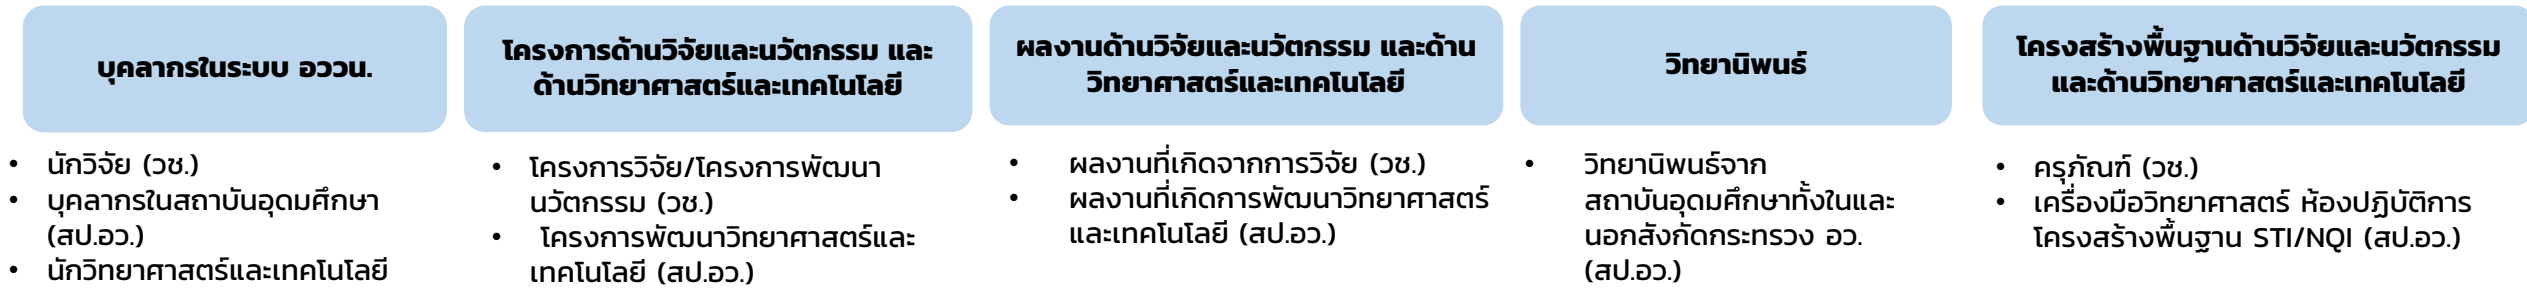 บุคลากรในระบบ อววน.
• นักวิจัย (วช.)
• บุคลากรในสถาบันอุดมศึกษา
(สป.อว.)
• นักวิทยาศาสตร์และเทคโนโลยี
โครงการด้านวิจัยและนวัตกรรม และ
ด้านวิทยาศาสตร์และเทคโนโลยี
• โครงการวิจัย/โครงการพัฒนา
นวัตกรรม (วช.)
• โครงการพัฒนาวิทยาศาสตร์และ
เทคโนโลยี (สป.อว.)
ผลงานด้านวิจัยและนวัตกรรม และด้าน
วิทยาศาสตร์และเทคโนโลยี
• ผลงานที่เกิดจากการวิจัย (วช.)
• ผลงานที่เกิดการพัฒนาวิทยาศาสตร์
และเทคโนโลยี (สป.อว.)
วิทยานิพนธ์
• วิทยานิพนธ์จาก
สถาบันอุดมศึกษาทั้งในและ
นอกสังกัดกระทรวง อว.
(สป.อว.)
โครงสร้างพื้นฐานด้านวิจัยและนวัตกรรม
และด้านวิทยาศาสตร์และเทคโนโลยี
• ครุภัณฑ์ (วช.)
• เครื่องมือวิทยาศาสตร์ ห้องปฏิบัติการ
โครงสร้างพื้นฐาน STI/NQI (สป.อว.)